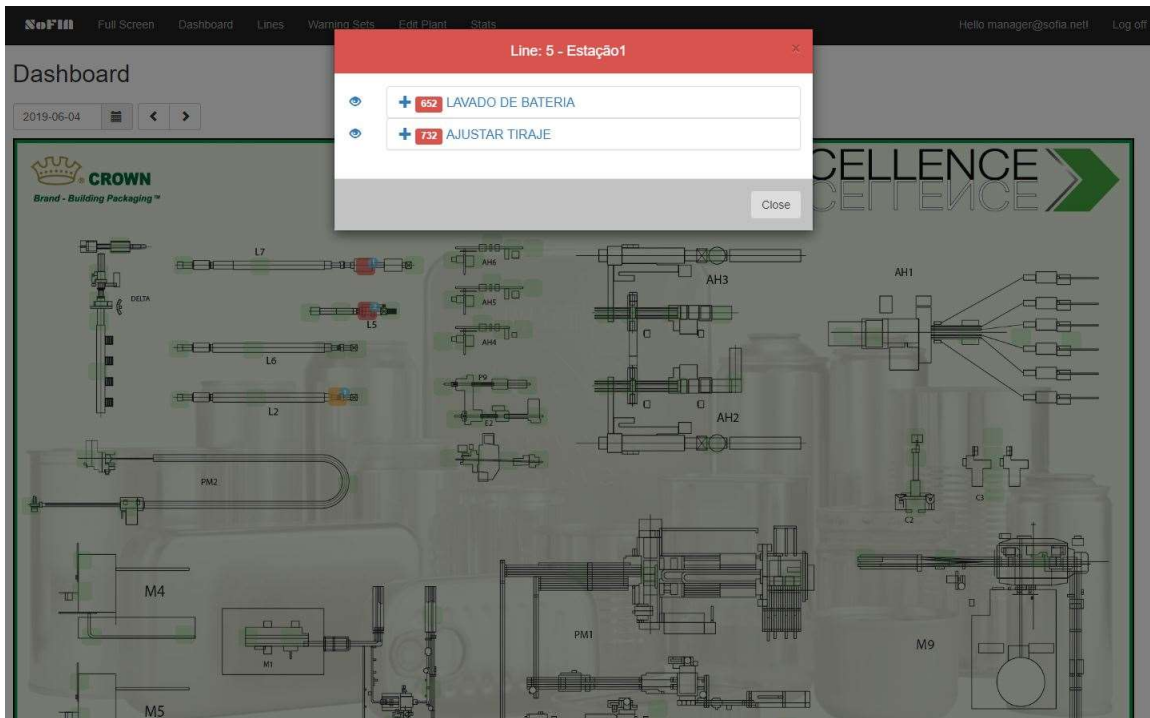 NoFIA Full Screen Dashboard Lines Warning Sets Edit Plant Stats Hello manager@sofia.net! Log off
Line: 5 - Estação1 ×
652 LAVADO DE BATERIA
732 AJUSTAR TIRAJE
Close
Dashboard
2019-06-04
CROWN
Brand - Building Packaging™
CELLENCE
L7
DELTA
L5
L6
L2
AH6
AH5
AH4
P9
E2
AH3
AH2
AH1
PM2
C2
C3
M4
M1
PM1
M9
M5